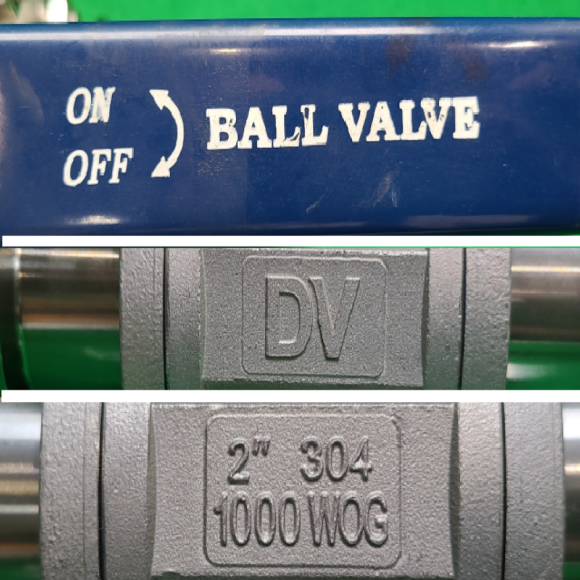 ON
OFF
BALL VALVE
DV
2" 304
1000 WOG